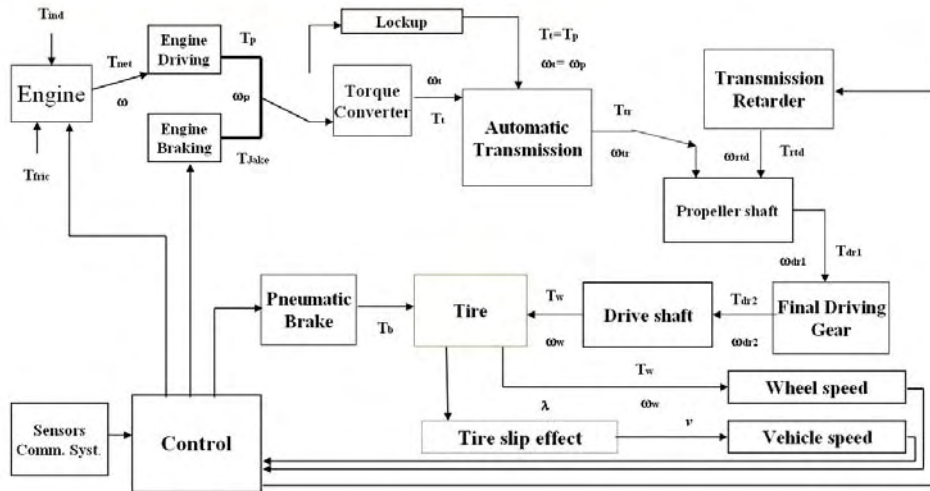 Tind
Lockup
Tt=Tp
ωt= ωp
Engine
Driving
Tp
Tnet
ω
Engine
ωp
Torque
Converter
ωt
Tt
Automatic
Transmission
Transmission
Retarder
Ttr
ωtr
ωrtd
Trtd
Engine
Braking
TJake
Tfric
Propeller shaft
ωdr1
Tdr1
Pneumatic
Brake
Tb
Tire
Tw
ωw
Drive shaft
Tdr2
ωdr2
Final Driving
Gear
Tw
ωw
Wheel speed
λ
Tire slip effect
v
Vehicle speed
Sensors
Comm. Syst.
Control